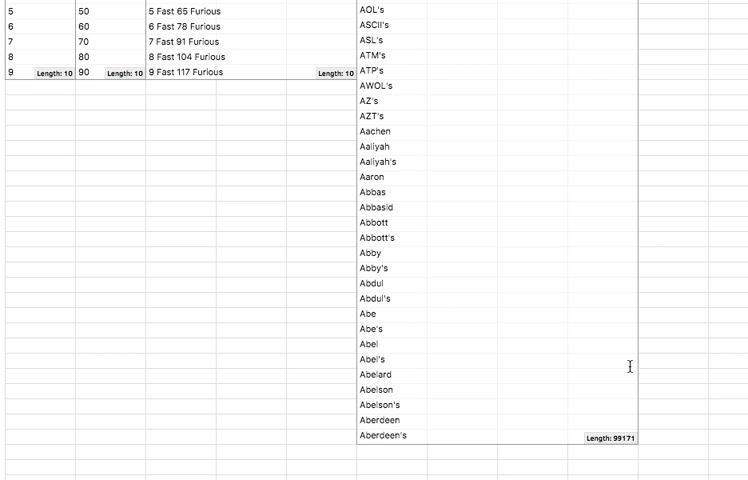 5 50 5 Fast 65 Furious AOL's
6 60 6 Fast 78 Furious ASCII's
7 70 7 Fast 91 Furious ASL's
8 80 8 Fast 104 Furious ATM's
9 Length: 10 90 Length: 10 9 Fast 117 Furious Length: 10 ATP's
AWOL's
AZ's
AZT's
Aachen
Aaliyah
Aaliyah's
Aaron
Abbas
Abbasid
Abbott
Abbott's
Abby
Abby's
Abdul
Abdul's
Abe
Abe's
Abel
Abel's
Abelard
Abelson
Abelson's
Aberdeen
Aberdeen's Length: 99171